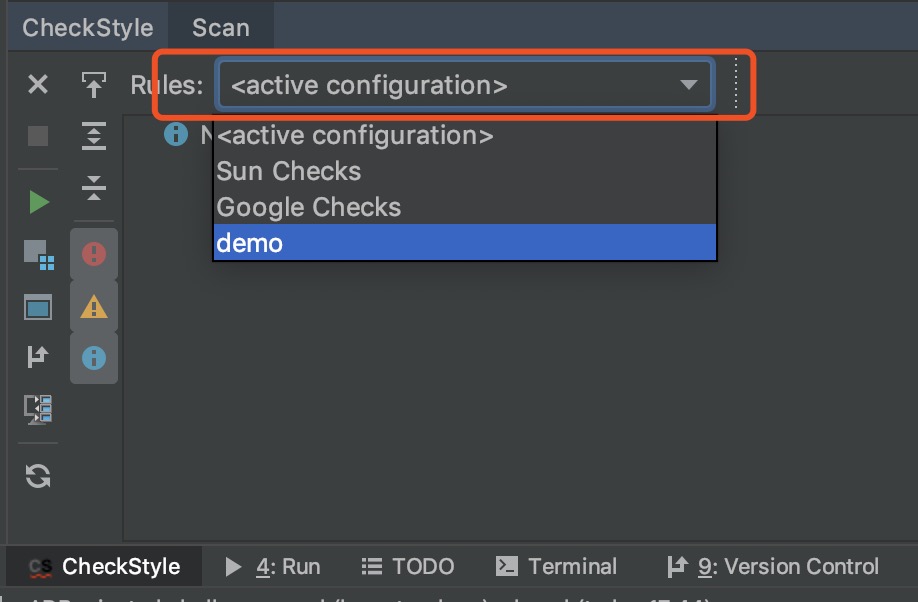 CheckStyle Scan
Rules: <active configuration>
<active configuration>
Sun Checks
Google Checks
demo
CS CheckStyle 4: Run TODO Terminal 9: Version Control